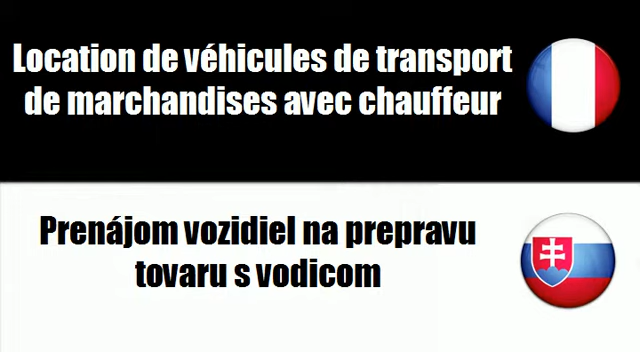 Location de véhicules de transport
de marchandises avec chauffeur
Prenájom vozidiel na prepravu
tovaru s vodicom